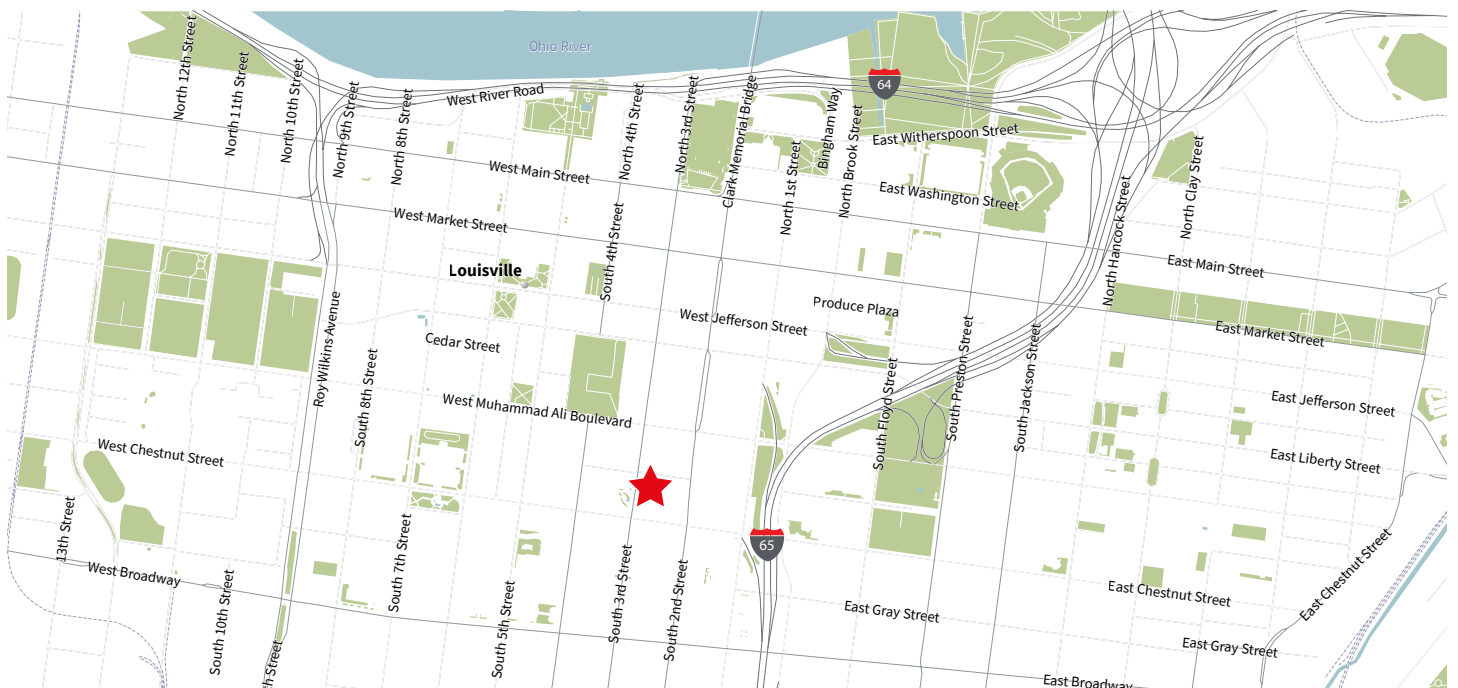 Ohio River
North 12th Street
North 11th Street
North 10th Street
North 9th Street
North 8th Street
West River Road
North 4th Street
North 3rd Street
Clark Memorial Bridge
64
Bingham Way
North Brook Street
East Witherspoon Street
North 1st Street
West Main Street
East Washington Street
North Hancock Street
North Clay Street
West Market Street
South 4th Street
Louisville
East Main Street
Produce Plaza
West Jefferson Street
East Market Street
Roy Wilkins Avenue
Cedar Street
South 8th Street
South Floyd Street
South Preston Street
South Jackson Street
West Muhammad Ali Boulevard
East Jefferson Street
West Chestnut Street
East Liberty Street
13th Street
65
West Broadway
South 10th Street
South 7th Street
South 5th Street
South 3rd Street
South 2nd Street
East Gray Street
East Chestnut Street
East Chestnut Street
East Gray Street
h Street
East Broadway